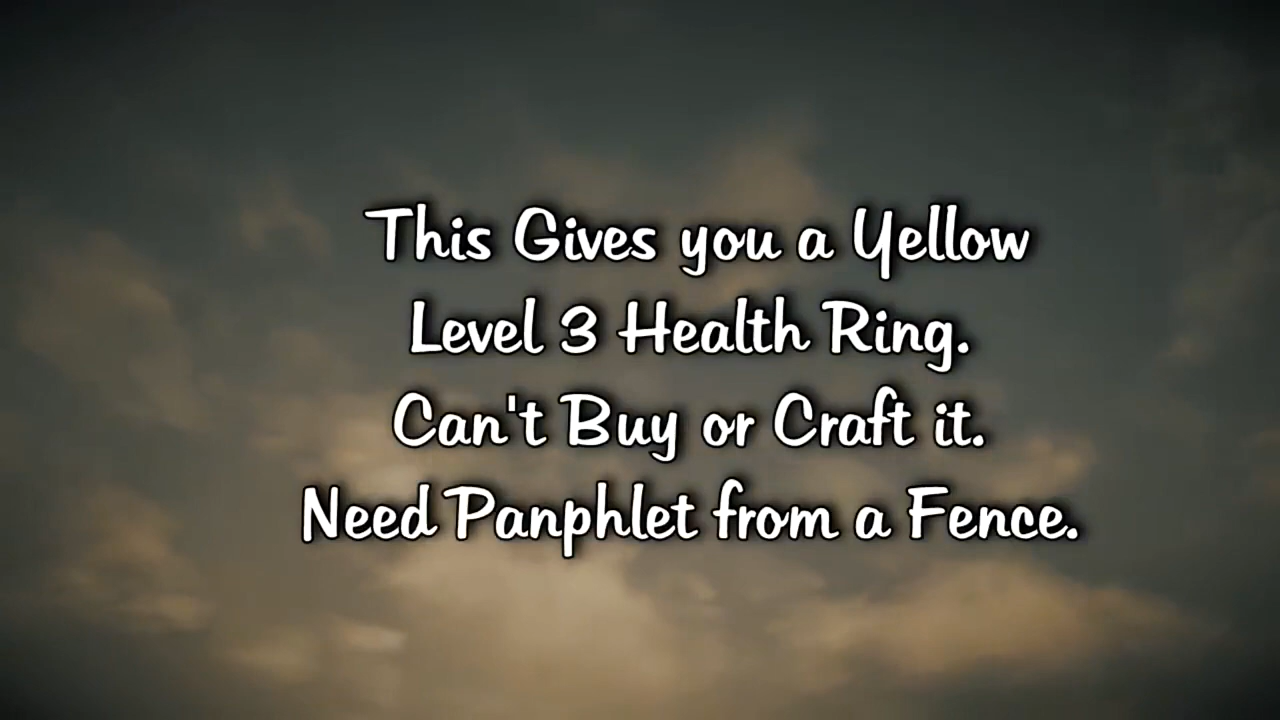 This Gives you a Yellow
Level 3 Health Ring.
Can't Buy or Craft it.
Need Panphlet from a Fence.